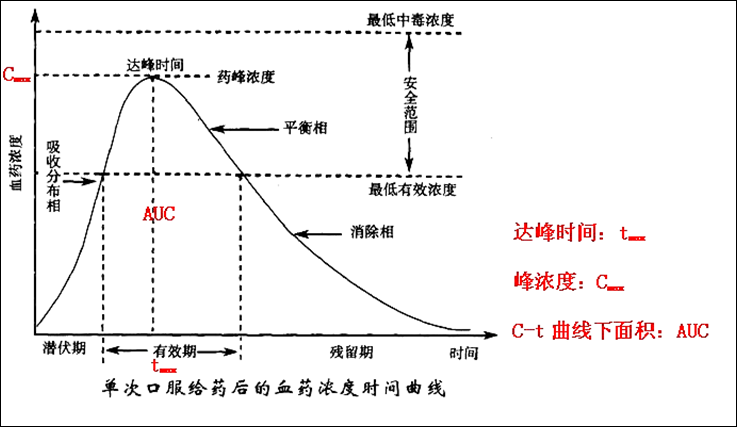 最低中毒浓度
达峰时间
Cmax
药峰浓度
安全范围
平衡相
血药浓度
吸收分布相
最低有效浓度
AUC
消除相
达峰时间: tmax
峰浓度: Cmax
C-t 曲线下面积: AUC
潜伏期
有效期
残留期
时间
tmax
单次口服给药后的血药浓度时间曲线